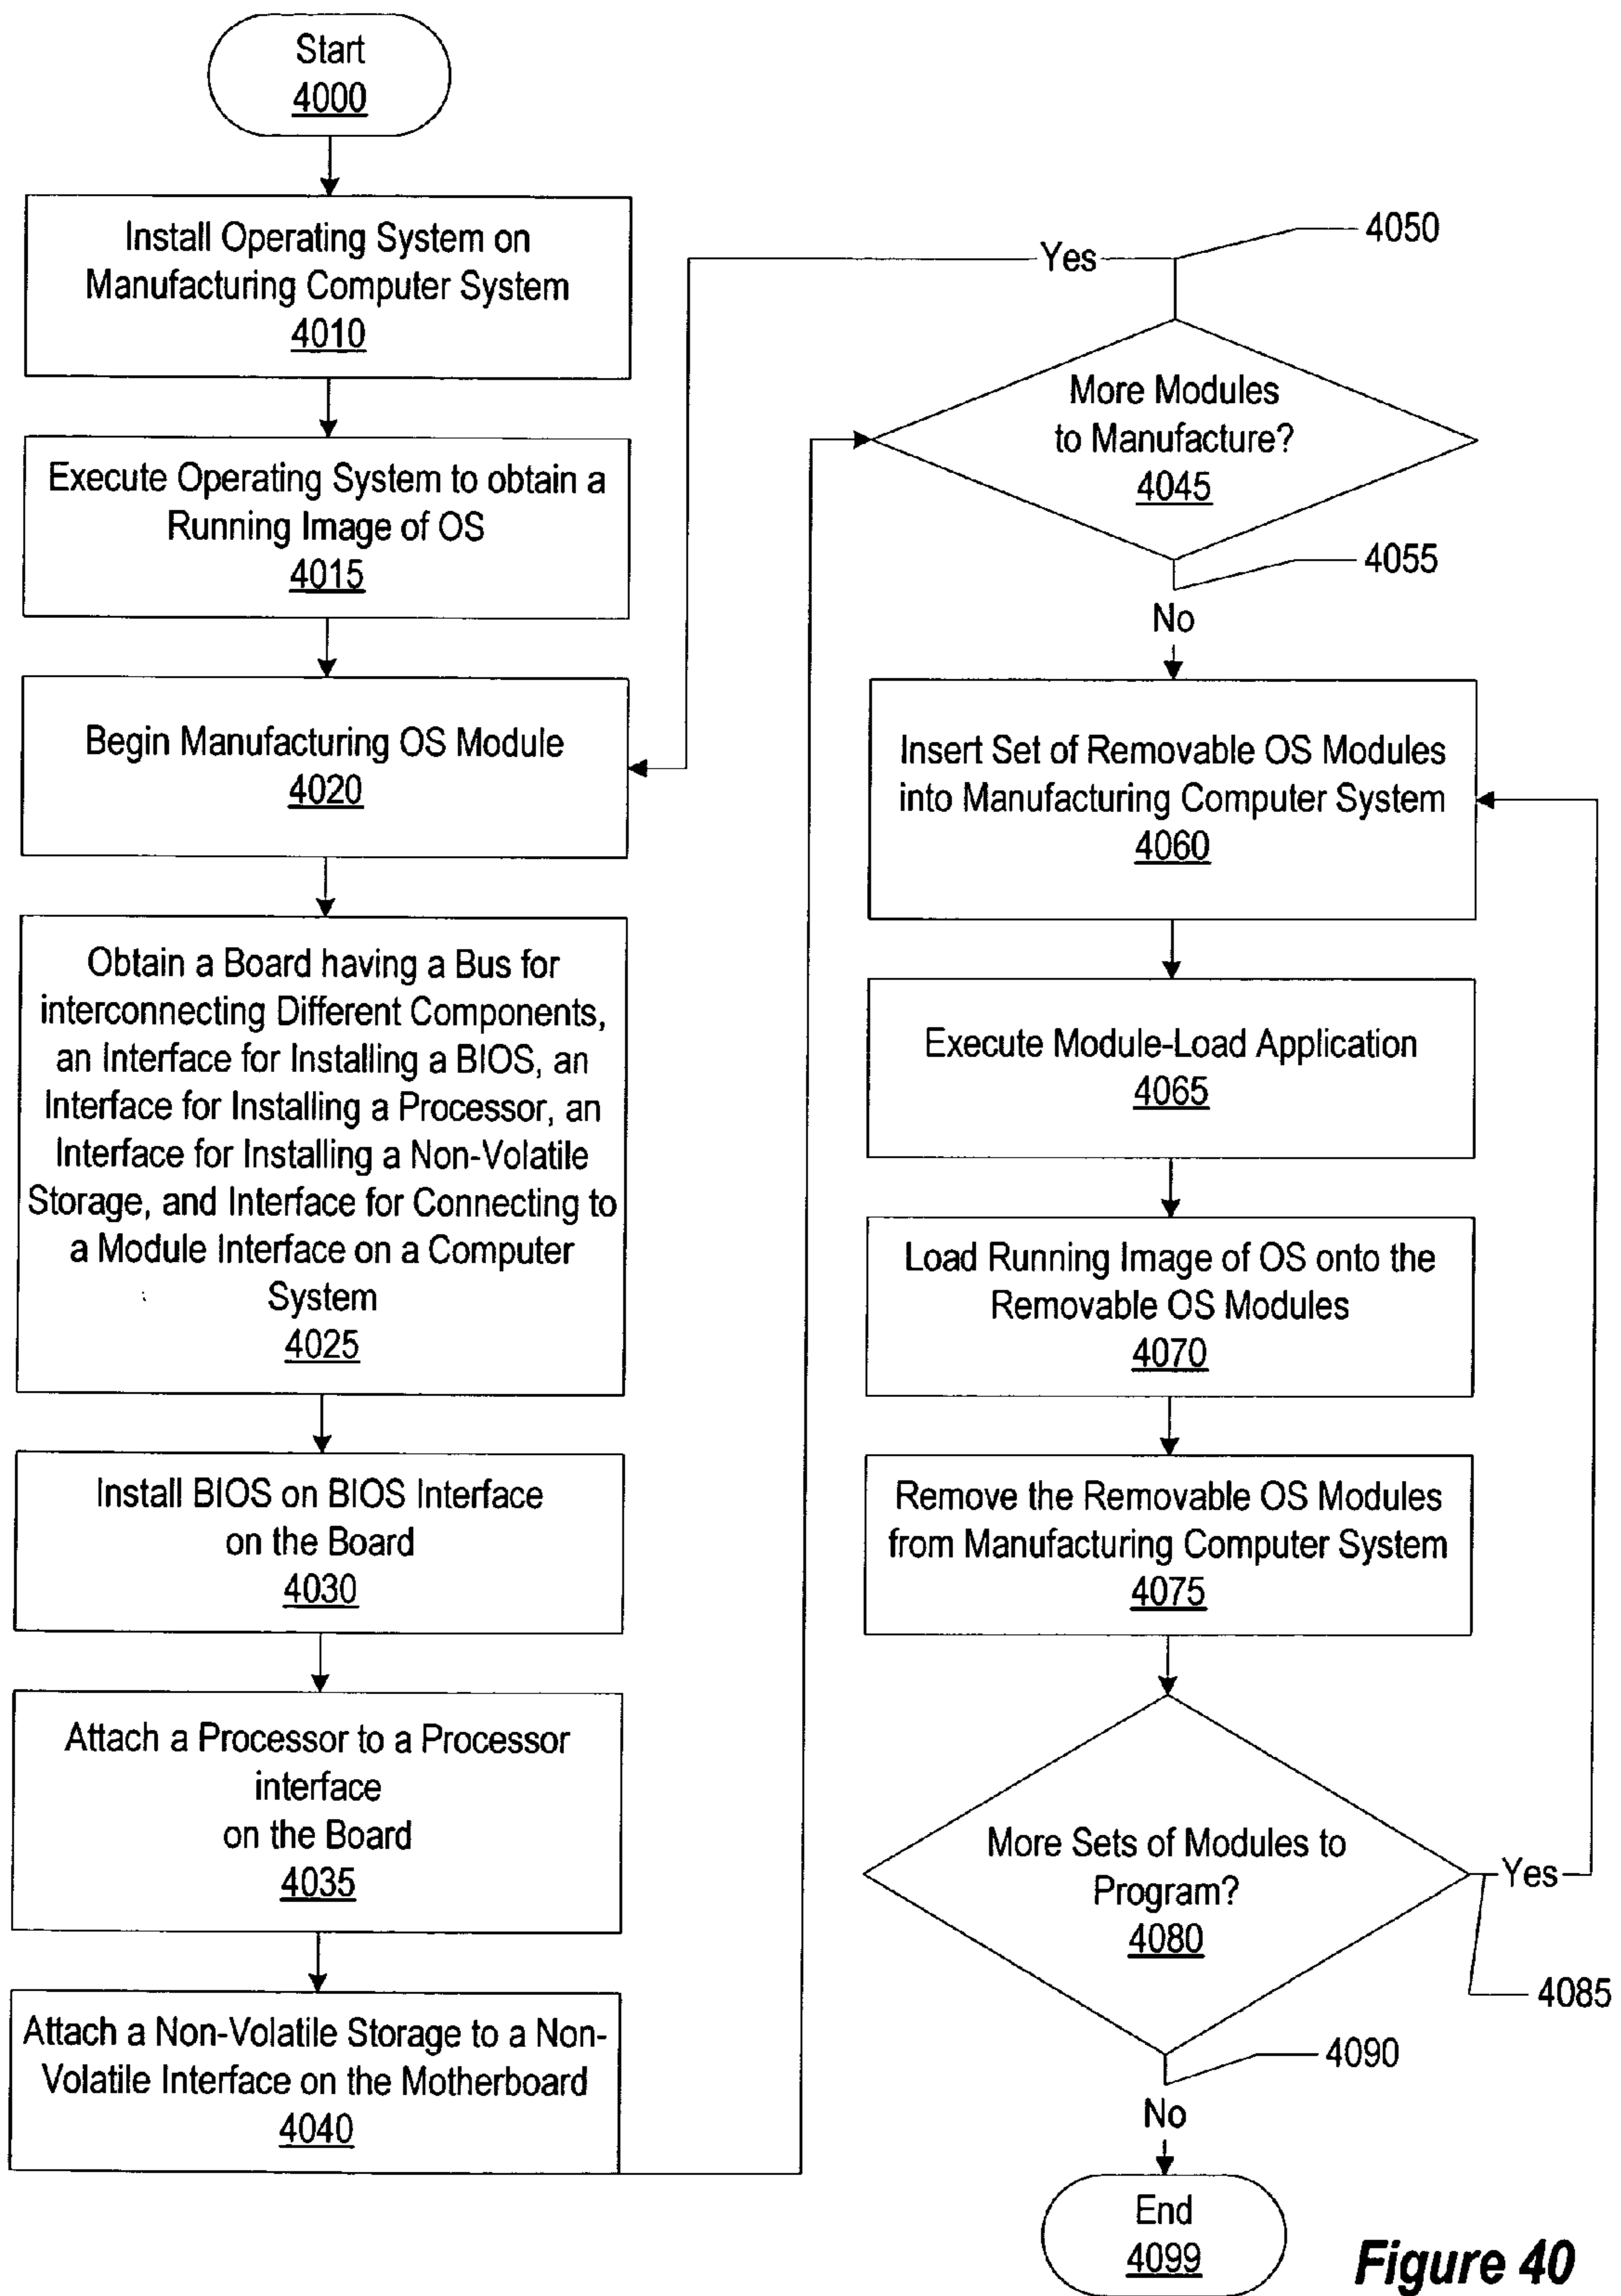 Start
4000
Install Operating System on
Manufacturing Computer System
4010
Execute Operating System to obtain a
Running Image of OS
4015
Begin Manufacturing OS Module
4020
Obtain a Board having a Bus for
interconnecting Different Components,
an Interface for Installing a BIOS, an
Interface for Installing a Processor, an
Interface for Installing a Non-Volatile
Storage, and Interface for Connecting to
a Module Interface on a Computer
System
4025
Install BIOS on BIOS Interface
on the Board
4030
Attach a Processor to a Processor
interface
on the Board
4035
Attach a Non-Volatile Storage to a Non-
Volatile Interface on the Motherboard
4040
4050
Yes
More Modules
to Manufacture?
4045
4055
No
Insert Set of Removable OS Modules
into Manufacturing Computer System
4060
Execute Module-Load Application
4065
Load Running Image of OS onto the
Removable OS Modules
4070
Remove the Removable OS Modules
from Manufacturing Computer System
4075
More Sets of Modules to
Program?
4080
Yes
4085
4090
No
End
4099
Figure 40